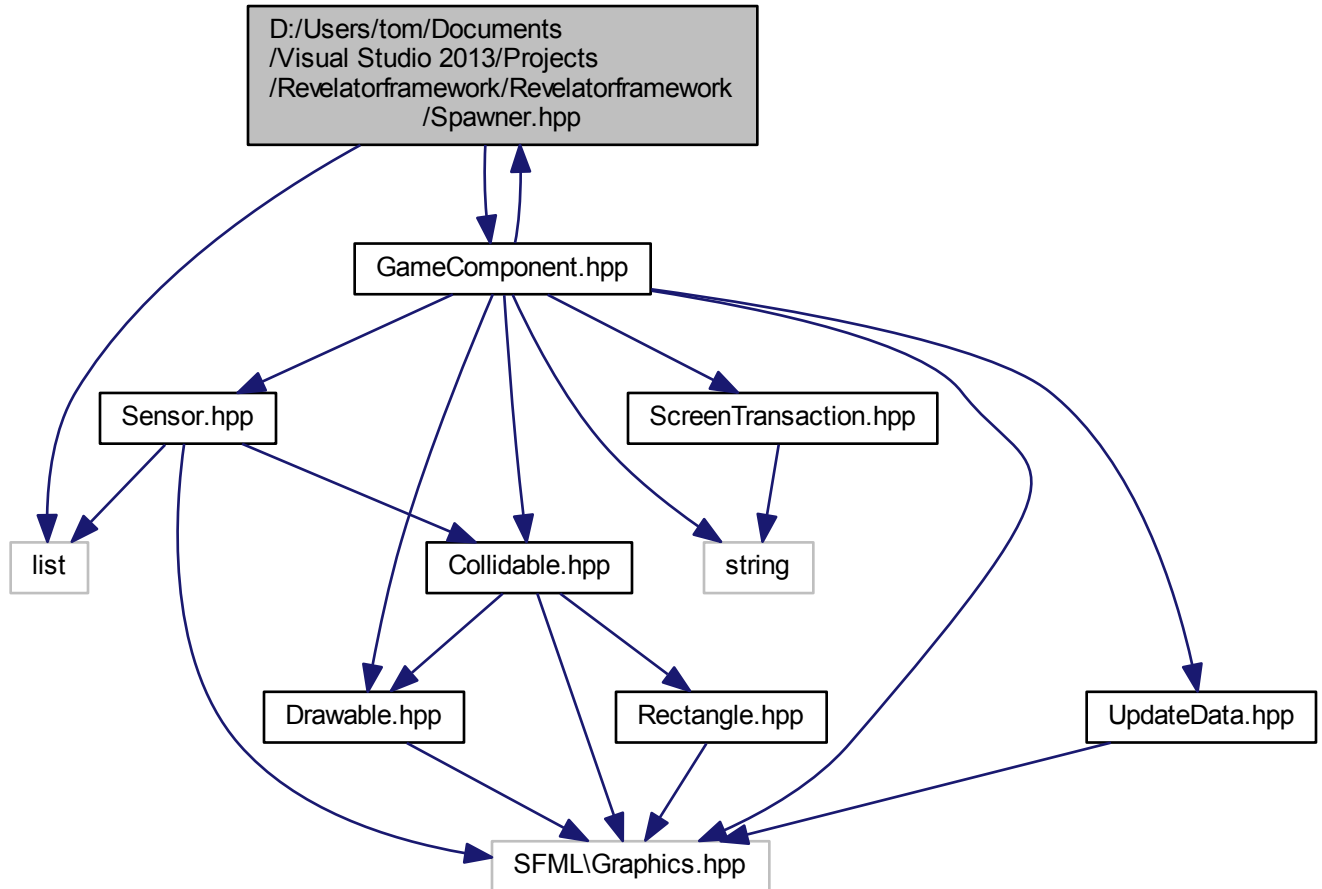 D:/Users/tom/Documents
/Visual Studio 2013/Projects
/Revelatorframework/Revelatorframework
/Spawner.hpp
GameComponent.hpp
Sensor.hpp
ScreenTransaction.hpp
list
Collidable.hpp
string
Drawable.hpp
Rectangle.hpp
UpdateData.hpp
SFML\Graphics.hpp